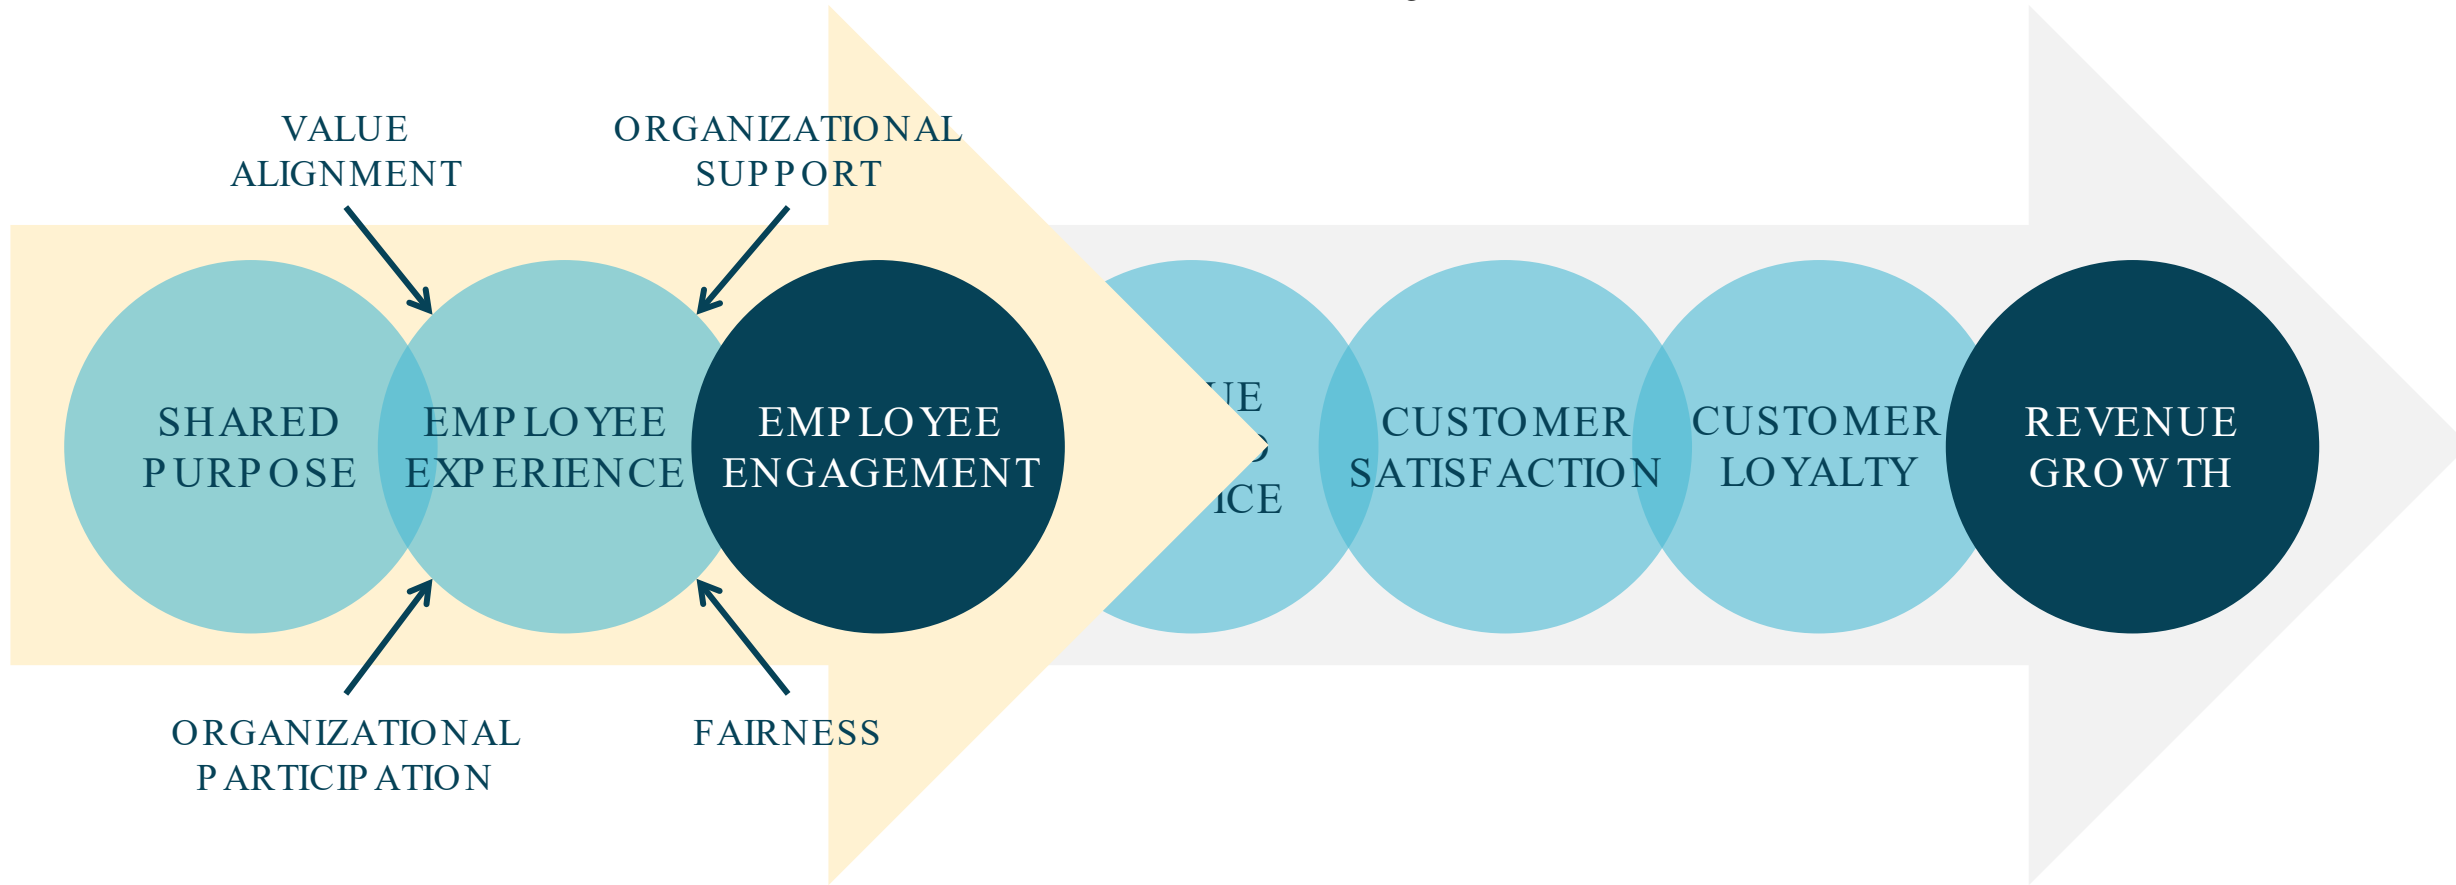 VALUE
ALIGNMENT
ORGANIZATIONAL
SUPPORT
SHARED
PURPOSE
EMPLOYEE
EXPERIENCE
EMPLOYEE
ENGAGEMENT
CUSTOMER
SATISFACTION
CUSTOMER
LOYALTY
REVENUE
GROWTH
ORGANIZATIONAL
PARTICIPATION
FAIRNESS